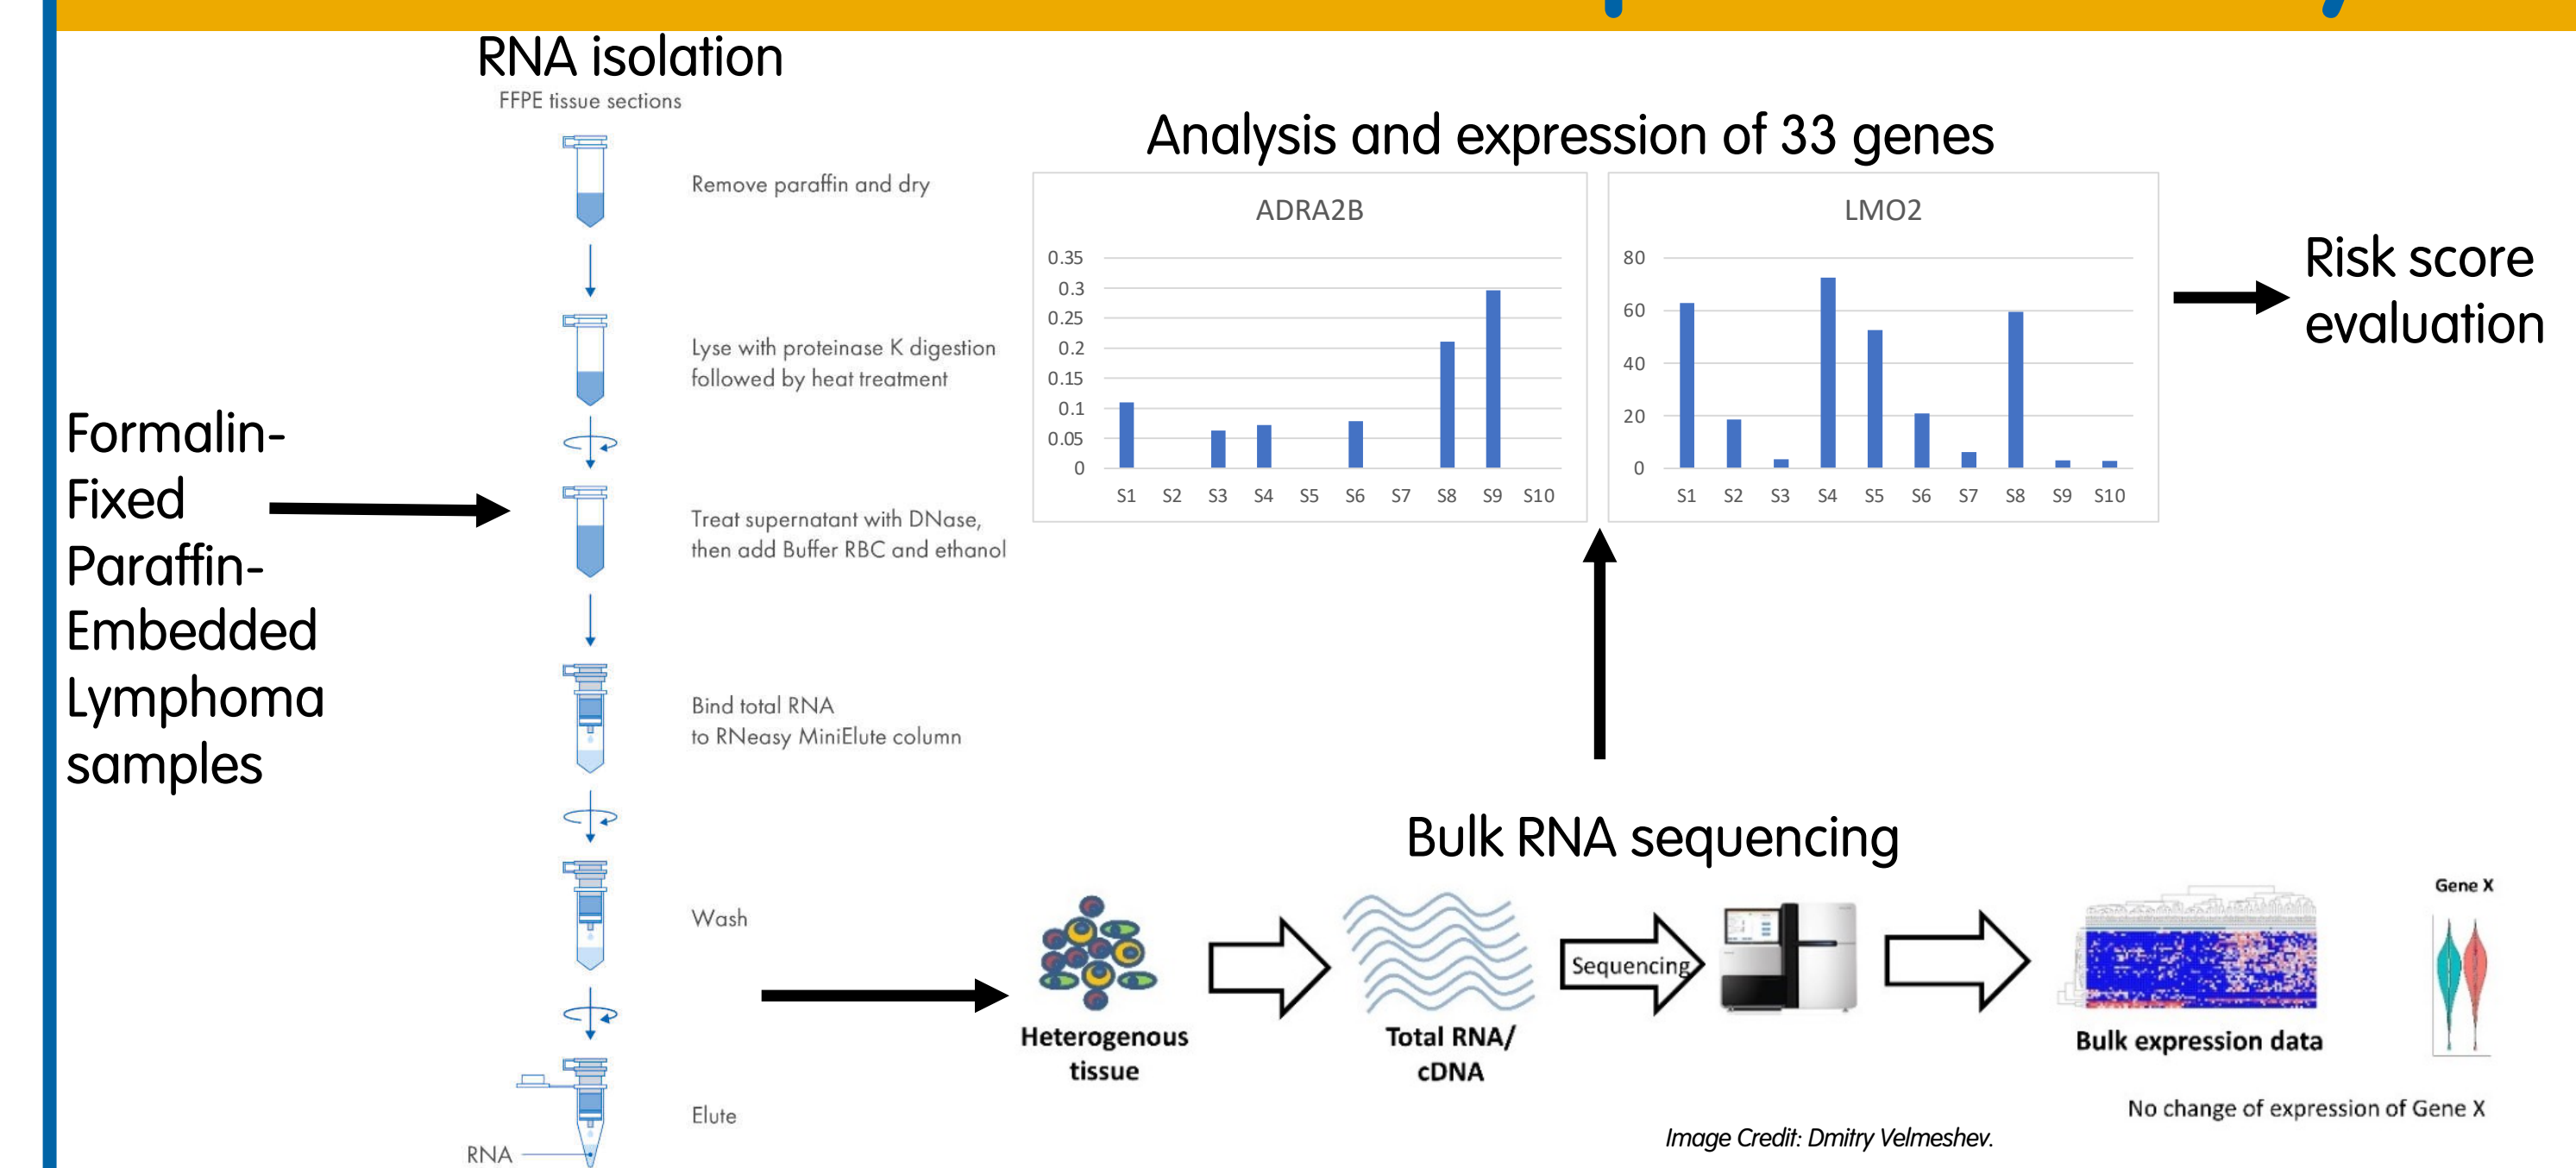 RNA isolation
FFPE tissue sections
Remove paraffin and dry
Lyse with proteinase K digestion
followed by heat treatment
Treat supernatant with DNase,
then add Buffer RBC and ethanol
Bind total RNA
to RNeasy MiniElute column
Wash
Elute
RNA
Formalin-
Fixed
Paraffin-
Embedded
Lymphoma
samples
Analysis and expression of 33 genes
ADRA2B
0.35
0.3
0.25
0.2
0.15
0.1
0.05
0
S1 S2 S3 S4 S5 S6 S7 S8 S9 S10
LMO2
80
60
40
20
0
S1 S2 S3 S4 S5 S6 S7 S8 S9 S10
Risk score
evaluation
Bulk RNA sequencing
Heterogenous
tissue
Total RNA/
cDNA
Sequencing
Bulk expression data
Gene X
No change of expression of Gene X
Image Credit: Dmitry Velmeshev.